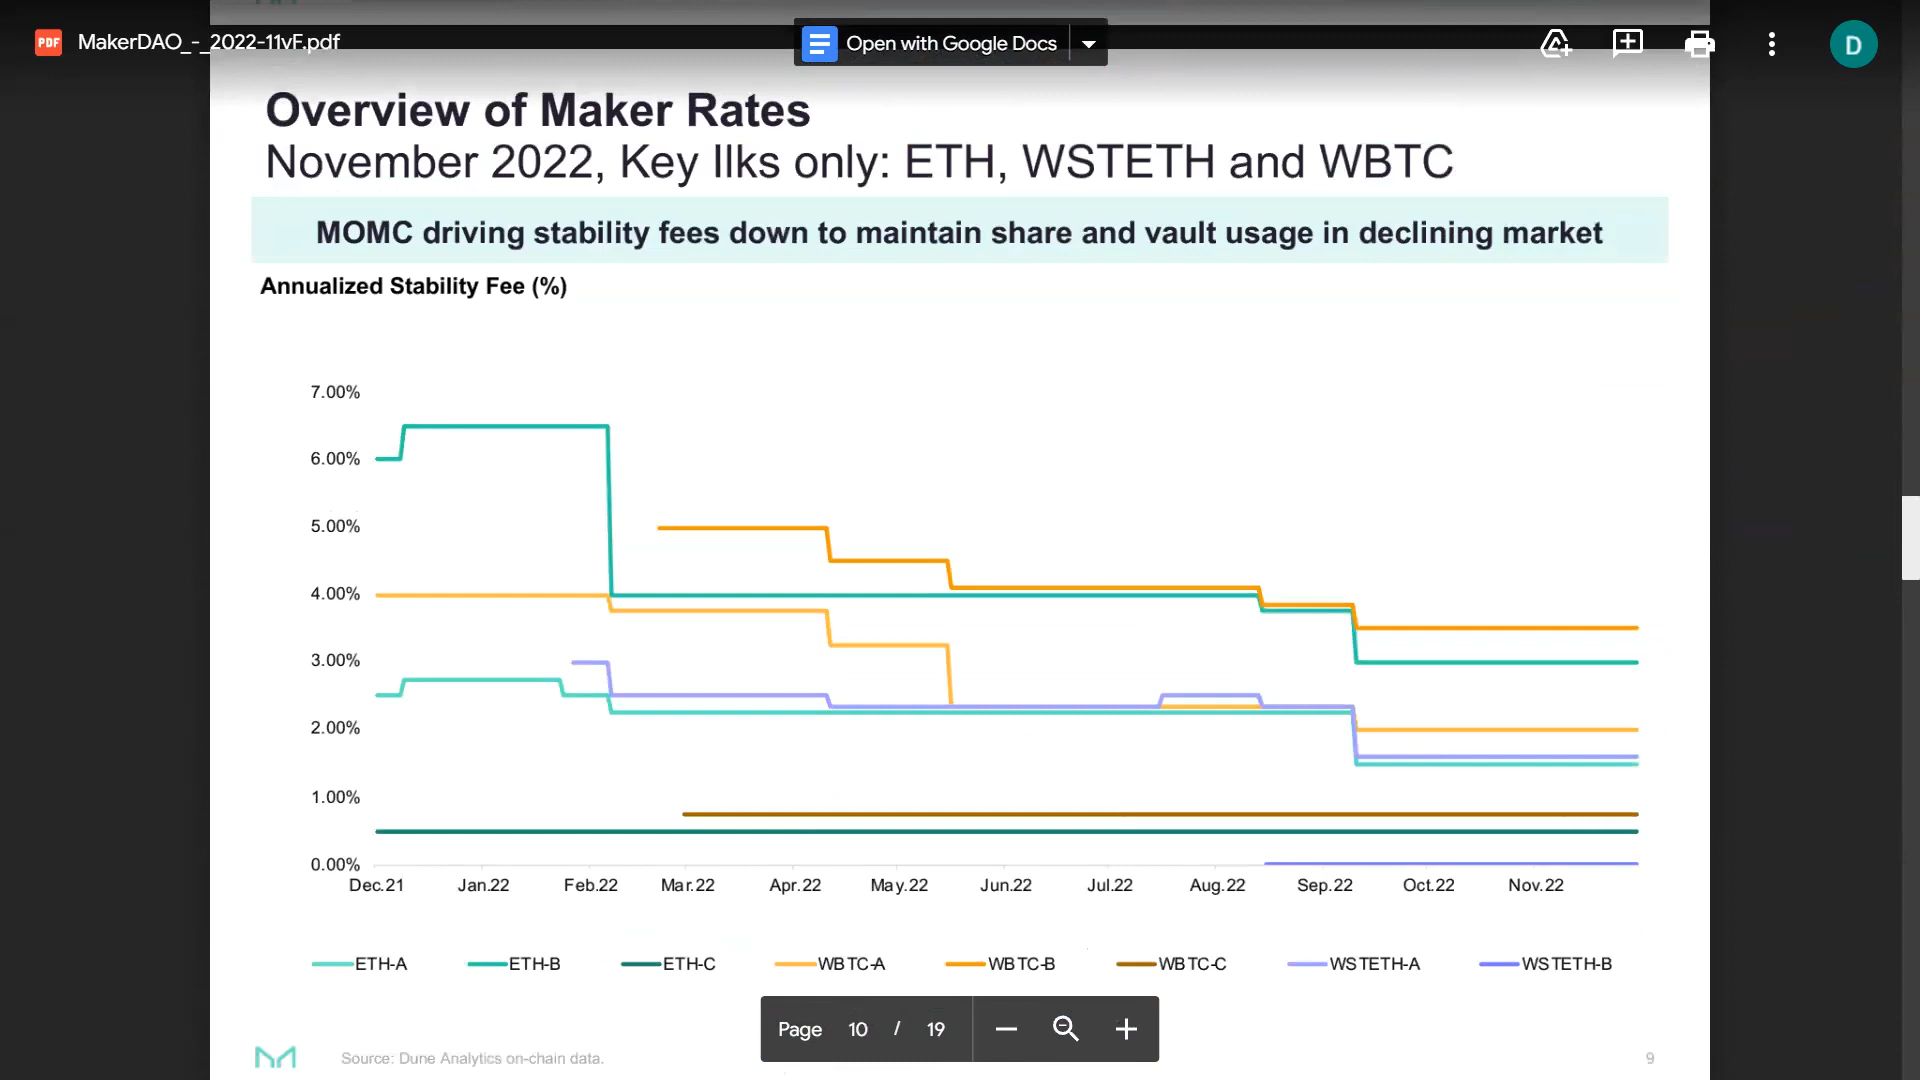 MakerDAO_-_2022-11vF.pdf
Open with Google Docs
D
PDF
Overview of Maker Rates
November 2022, Key Ilks only: ETH, WSTETH and WBTC
MOMC driving stability fees down to maintain share and vault usage in declining market
Annualized Stability Fee (%)
7.00%
6.00%
5.00%
4.00%
3.00%
2.00%
1.00%
0.00%
Dec.21 Jan.22 Feb.22 Mar.22 Apr.22 May.22 Jun.22 Jul.22 Aug.22 Sep.22 Oct.22 Nov.22
ETH-A ETH-B ETH-C WBTC-A WBTC-B WBTC-C WSTETH-A WSTETH-B
Page 10 / 19
Source: Dune Analytics on-chain data.
9